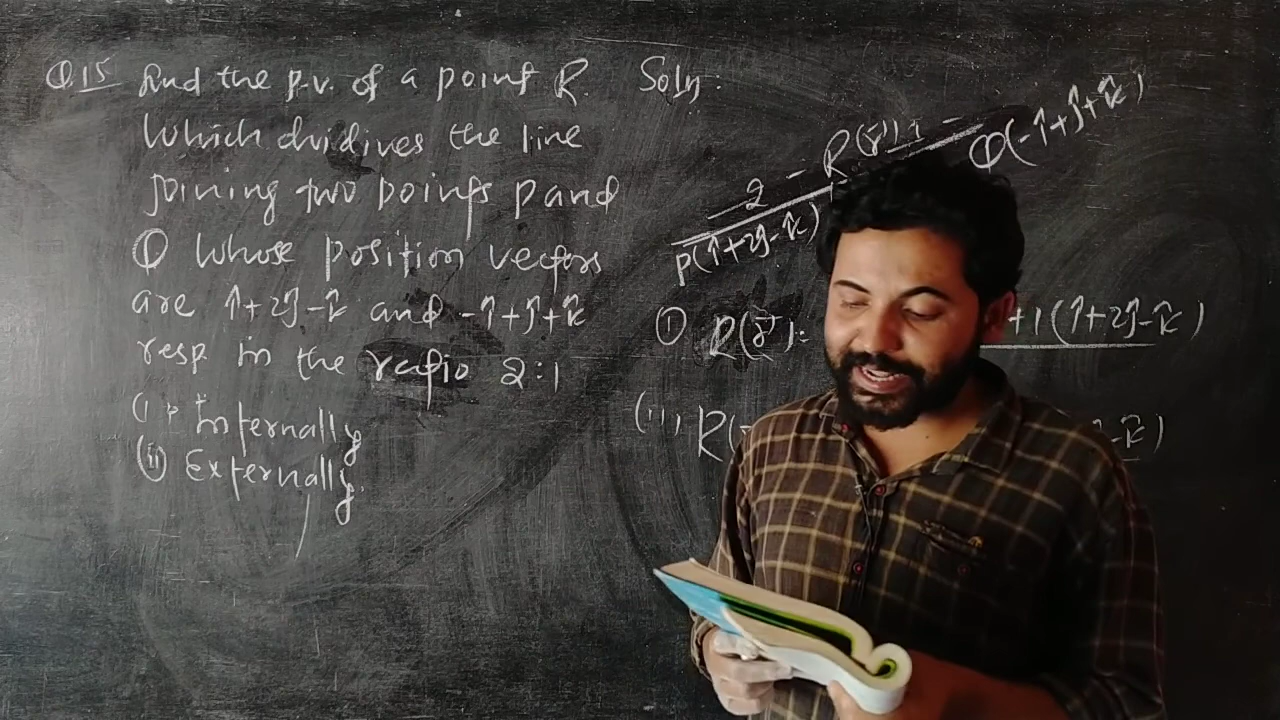 Q.15 find the p.v. of a point R.
Which dvidives the line
Joining two points p and
Q whose position vectors
are î+2ĵ-k̂ and -î+ĵ+k̂
resp in the ratio 2:1
(i) Internally
(ii) Externally.
Soln:
2 - R(r⃗) 1 - Q(-î+ĵ+k̂)
P(î+2ĵ-k̂)
(i) R(r⃗): +1(î+2ĵ-k̂)
(ii) R( -k̂)